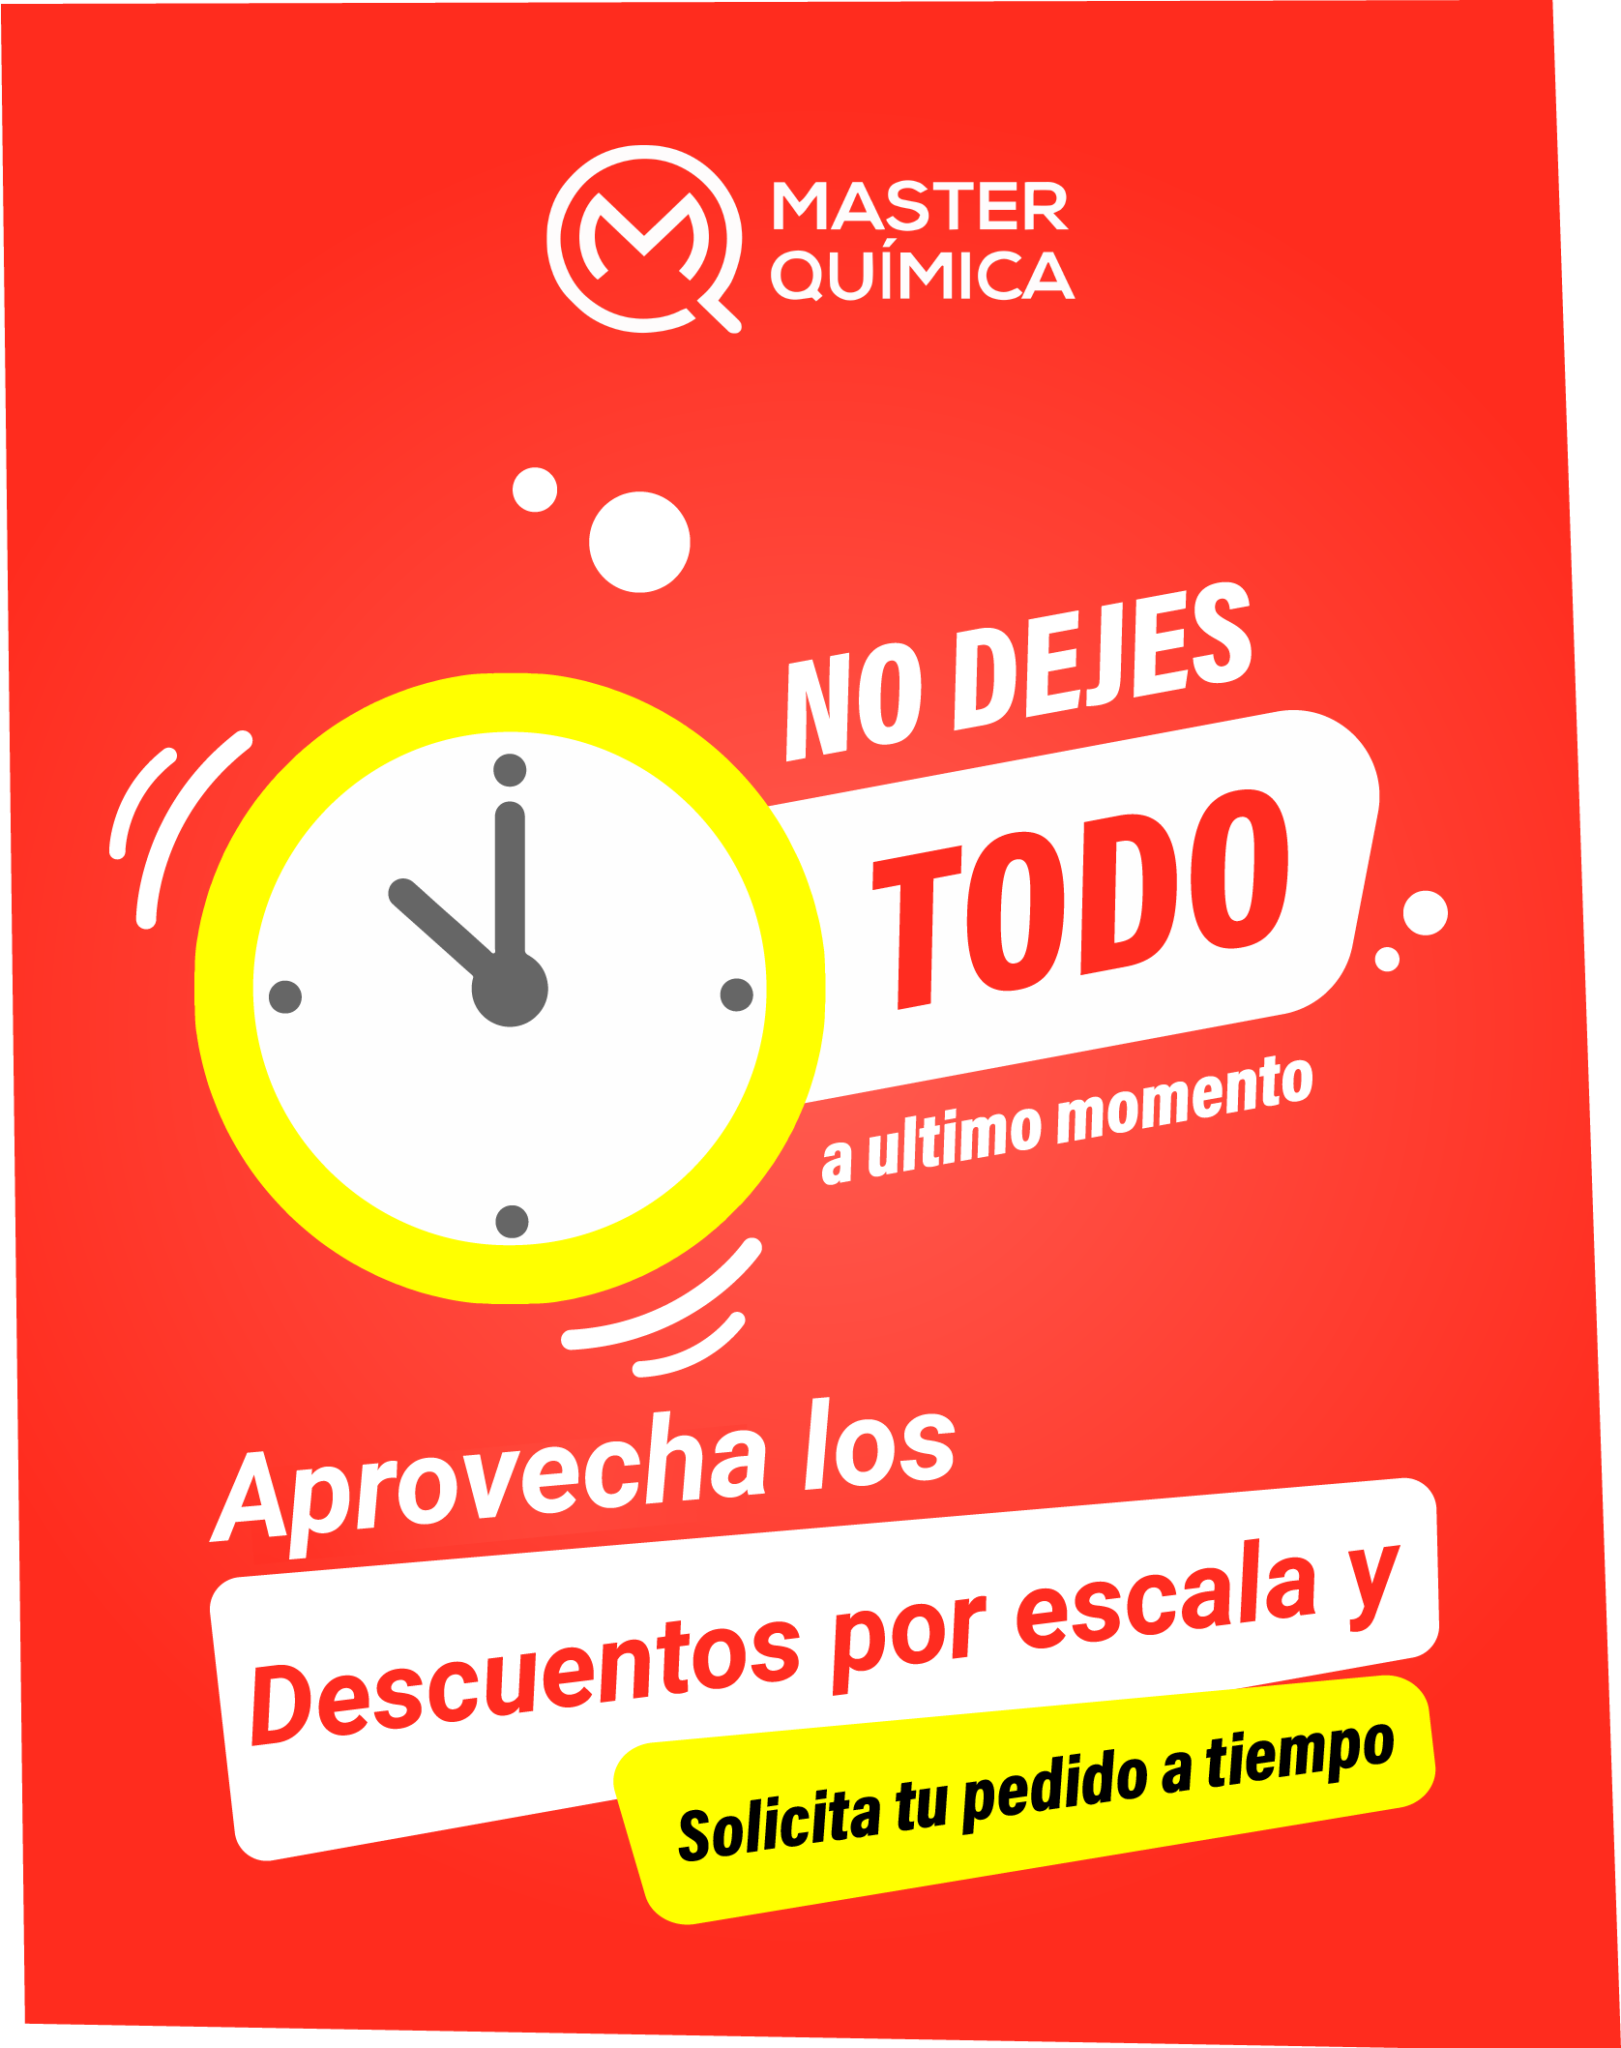 MASTER
QUÍMICA
NO DEJES
TODO
a ultimo momento
Aprovecha los
Descuentos por escala y
Solicita tu pedido a tiempo